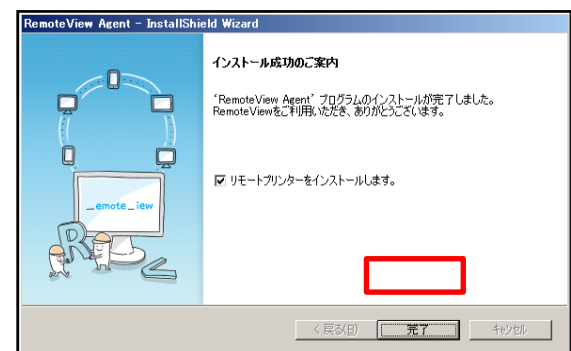 RemoteView Agent - InstallShield Wizard
インストール成功のご案内
'RemoteView Agent' プログラムのインストールが完了しました。
RemoteViewをご利用いただき、ありがとうございます。
リモートプリンターをインストールします。
_emote_iew
R
V
< 戻る(B)
完了
キャンセル